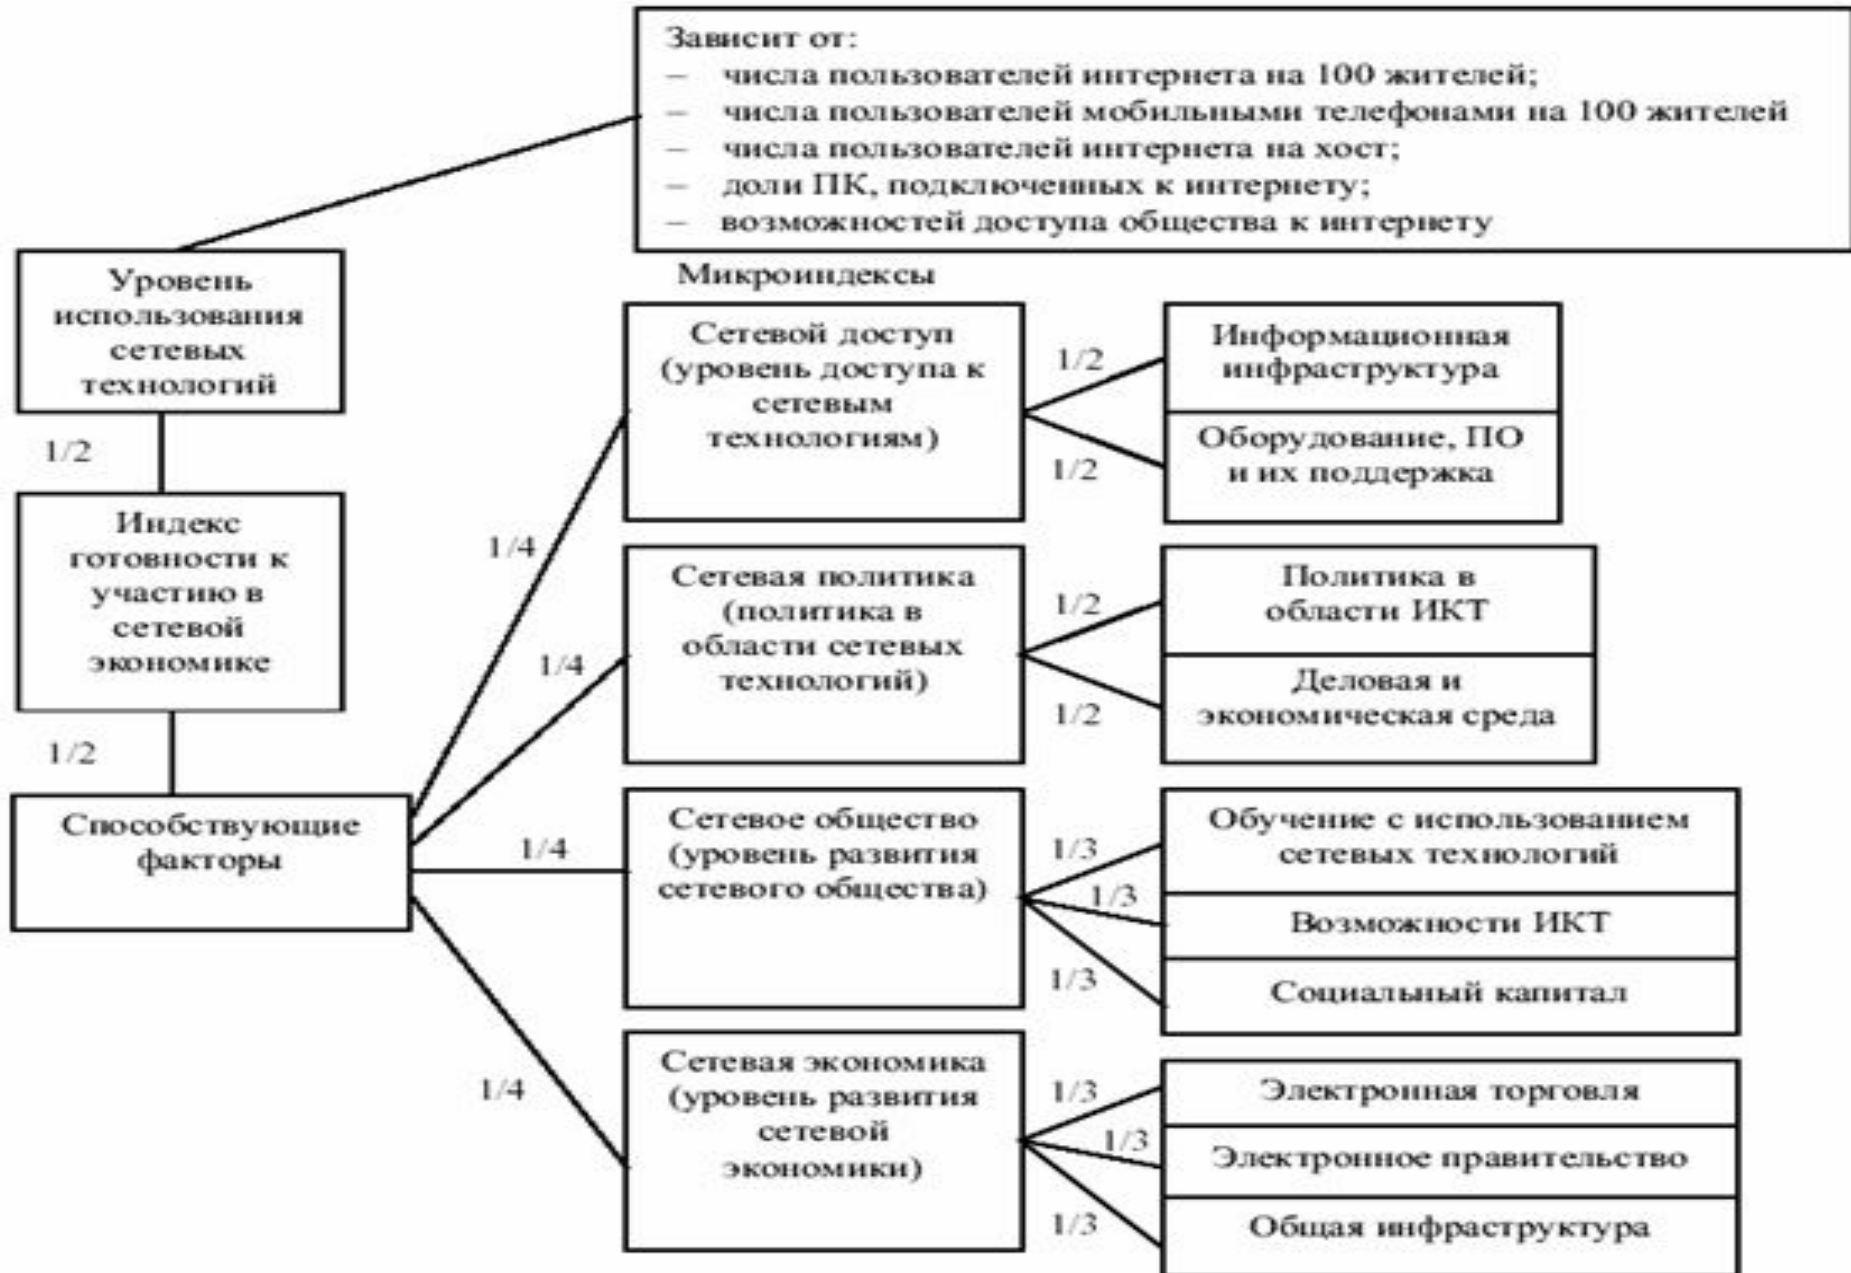 Зависит от:
– числа пользователей интернета на 100 жителей;
– числа пользователей мобильными телефонами на 100 жителей
– числа пользователей интернета на хост;
– доли ПК, подключенных к интернету;
– возможностей доступа общества к интернету
Уровень
использования
сетевых
технологий
1/2
Индекс
готовности к
участию в
сетевой
экономике
1/2
Способствующие
факторы
Микроиндексы
1/4
Сетевой доступ
(уровень доступа к
сетевым
технологиям)
1/2
Информационная
инфраструктура
1/2
Оборудование, ПО
и их поддержка
1/4
Сетевая политика
(политика в
области сетевых
технологий)
1/2
Политика в
области ИКТ
1/2
Деловая и
экономическая среда
1/4
Сетевое общество
(уровень развития
сетевого общества)
1/3
Обучение с использованием
сетевых технологий
1/3
Возможности ИКТ
1/3
Социальный капитал
1/4
Сетевая экономика
(уровень развития
сетевой
экономики)
1/3
Электронная торговля
1/3
Электронное правительство
1/3
Общая инфраструктура